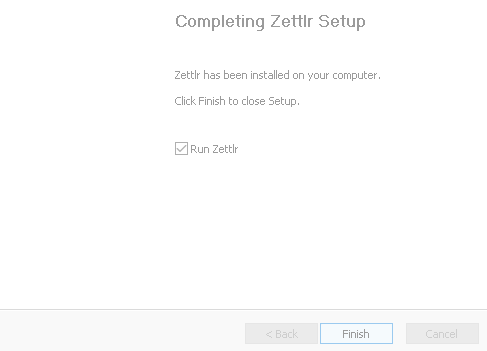 Completing Zettlr Setup
Zettlr has been installed on your computer.
Click Finish to close Setup.
Run Zettlr
< Back
Finish
Cancel